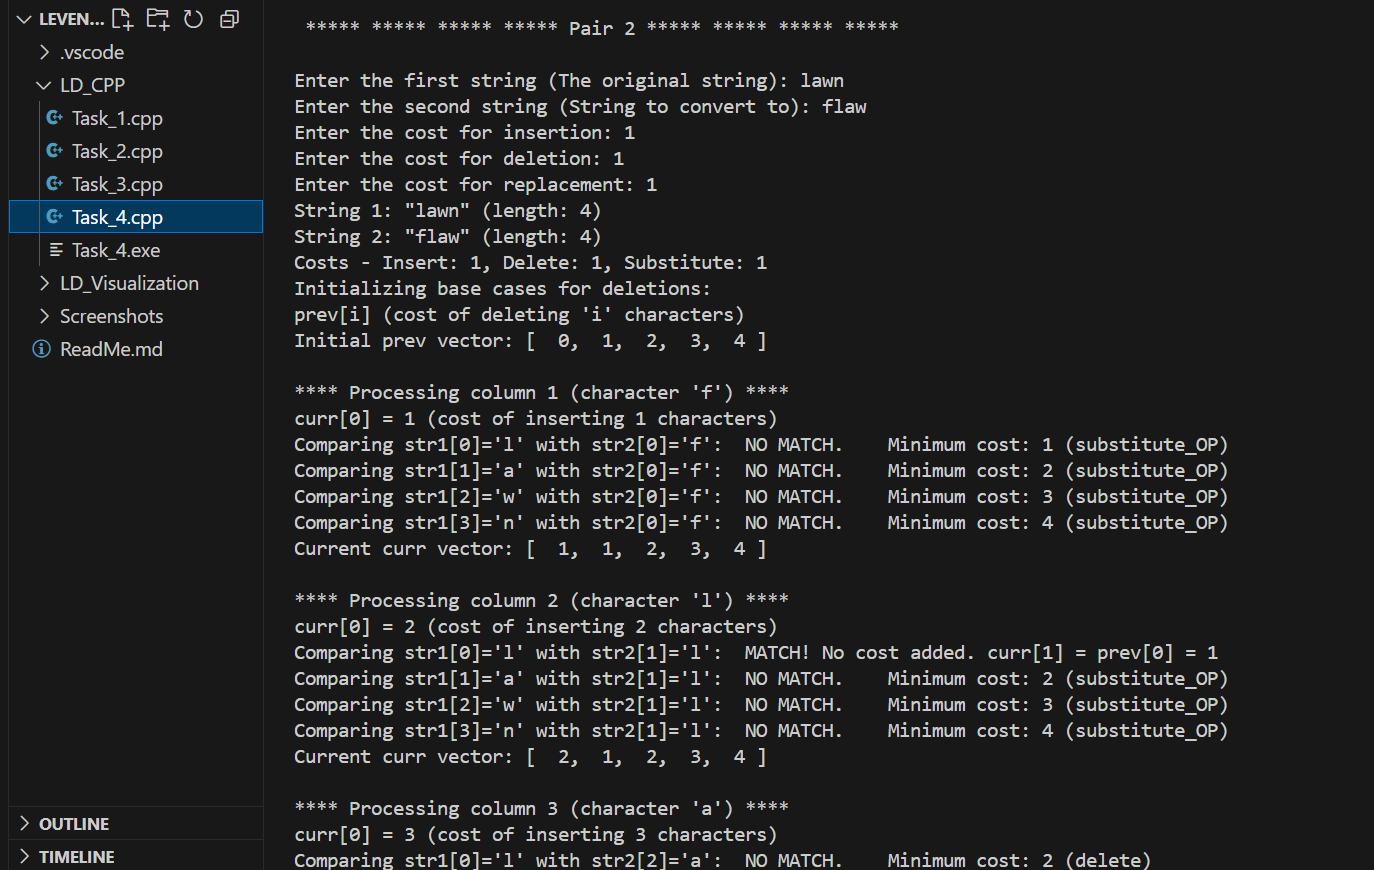 LEVEN...
.vscode
LD_CPP
Task_1.cpp
Task_2.cpp
Task_3.cpp
Task_4.cpp
Task_4.exe
LD_Visualization
Screenshots
ReadMe.md
OUTLINE
TIMELINE
***** ***** ***** ***** Pair 2 ***** ***** ***** *****
Enter the first string (The original string): lawn
Enter the second string (String to convert to): flaw
Enter the cost for insertion: 1
Enter the cost for deletion: 1
Enter the cost for replacement: 1
String 1: "lawn" (length: 4)
String 2: "flaw" (length: 4)
Costs - Insert: 1, Delete: 1, Substitute: 1
Initializing base cases for deletions:
prev[i] (cost of deleting 'i' characters)
Initial prev vector: [  0,  1,  2,  3,  4 ]
**** Processing column 1 (character 'f') ****
curr[0] = 1 (cost of inserting 1 characters)
Comparing str1[0]='l' with str2[0]='f':  NO MATCH.    Minimum cost: 1 (substitute_OP)
Comparing str1[1]='a' with str2[0]='f':  NO MATCH.    Minimum cost: 2 (substitute_OP)
Comparing str1[2]='w' with str2[0]='f':  NO MATCH.    Minimum cost: 3 (substitute_OP)
Comparing str1[3]='n' with str2[0]='f':  NO MATCH.    Minimum cost: 4 (substitute_OP)
Current curr vector: [  1,  1,  2,  3,  4 ]
**** Processing column 2 (character 'l') ****
curr[0] = 2 (cost of inserting 2 characters)
Comparing str1[0]='l' with str2[1]='l':  MATCH! No cost added. curr[1] = prev[0] = 1
Comparing str1[1]='a' with str2[1]='l':  NO MATCH.    Minimum cost: 2 (substitute_OP)
Comparing str1[2]='w' with str2[1]='l':  NO MATCH.    Minimum cost: 3 (substitute_OP)
Comparing str1[3]='n' with str2[1]='l':  NO MATCH.    Minimum cost: 4 (substitute_OP)
Current curr vector: [  2,  1,  2,  3,  4 ]
**** Processing column 3 (character 'a') ****
curr[0] = 3 (cost of inserting 3 characters)
Comparing str1[0]='l' with str2[2]='a':  NO MATCH.    Minimum cost: 2 (delete)